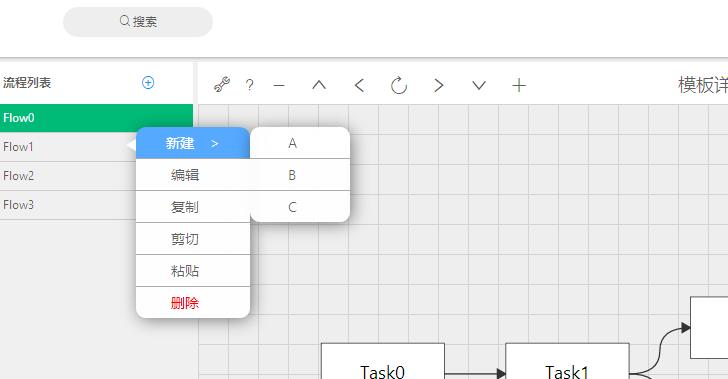 搜索
流程列表
? − + 模板详
Flow0
Flow1
Flow2
Flow3
新建 >
编辑
复制
剪切
粘贴
删除
A
B
C
Task0
Task1